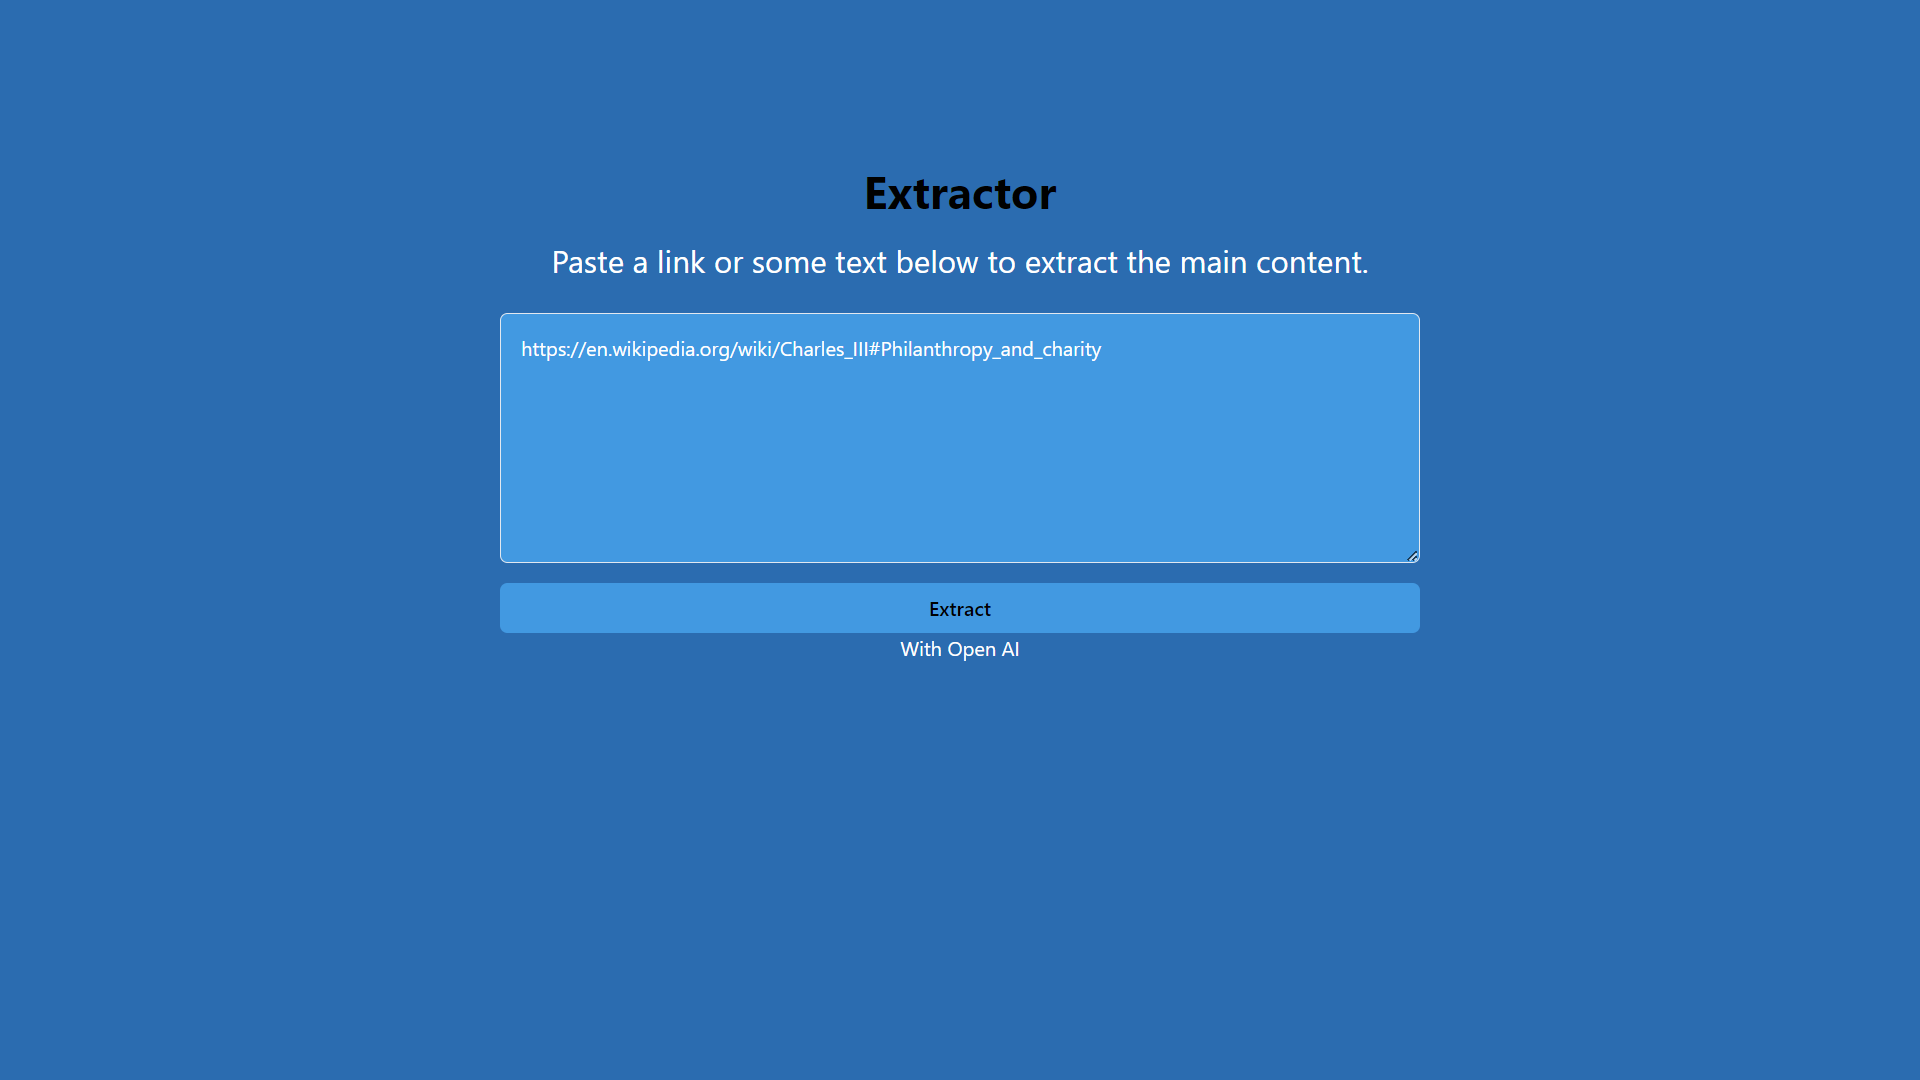 Extractor
Paste a link or some text below to extract the main content.
https://en.wikipedia.org/wiki/Charles_III#Philanthropy_and_charity
Extract
With Open AI